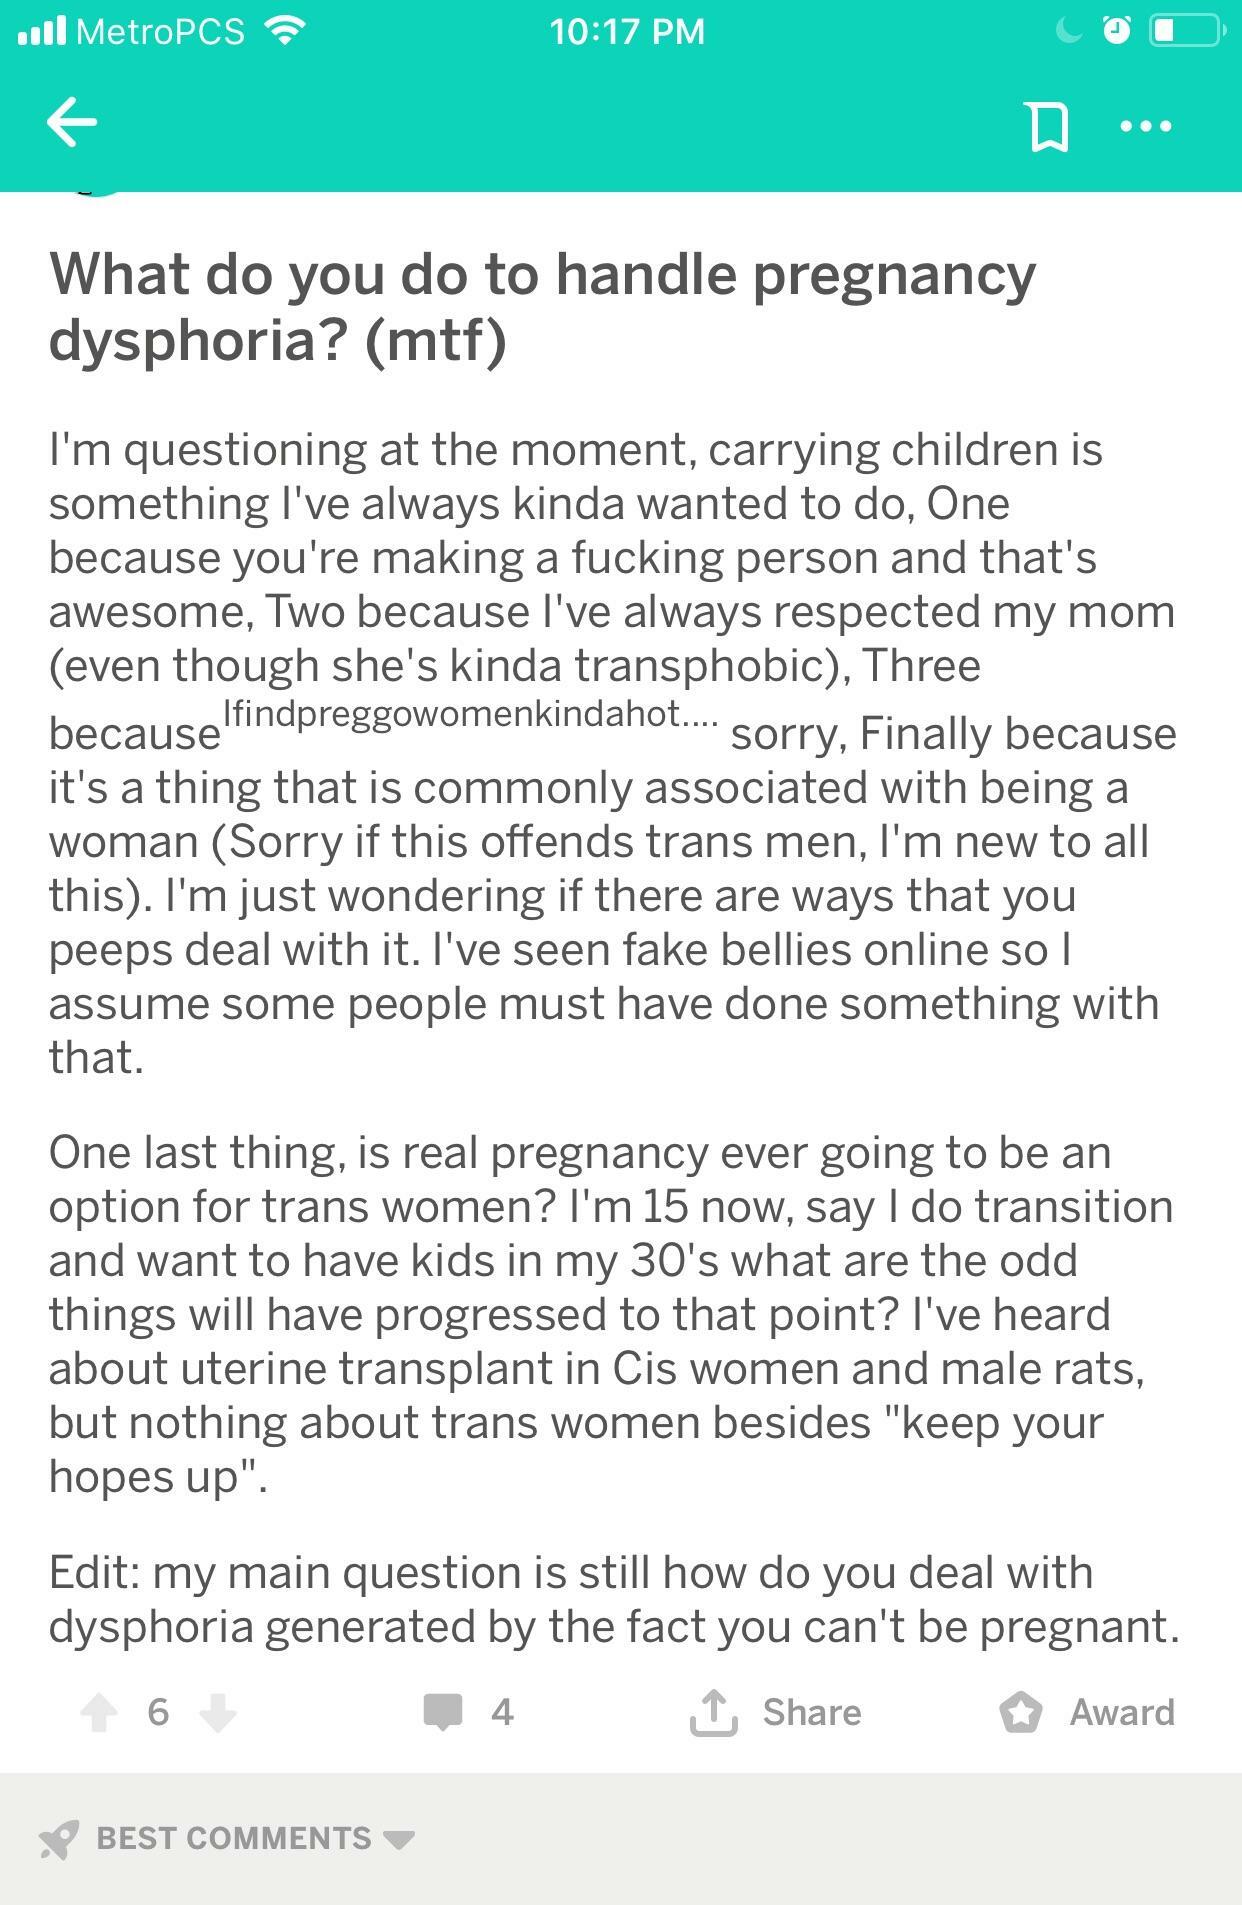 MetroPCS 10:17 PM
What do you do to handle pregnancy
dysphoria? (mtf)
I'm questioning at the moment, carrying children is
something I've always kinda wanted to do, One
because you're making a fucking person and that's
awesome, Two because I've always respected my mom
(even though she's kinda transphobic), Three
because Ifindpreggowomenkindahot.... sorry, Finally because
it's a thing that is commonly associated with being a
woman (Sorry if this offends trans men, I'm new to all
this). I'm just wondering if there are ways that you
peeps deal with it. I've seen fake bellies online so I
assume some people must have done something with
that.
One last thing, is real pregnancy ever going to be an
option for trans women? I'm 15 now, say I do transition
and want to have kids in my 30's what are the odd
things will have progressed to that point? I've heard
about uterine transplant in Cis women and male rats,
but nothing about trans women besides "keep your
hopes up".
Edit: my main question is still how do you deal with
dysphoria generated by the fact you can't be pregnant.
6 4 Share Award
BEST COMMENTS